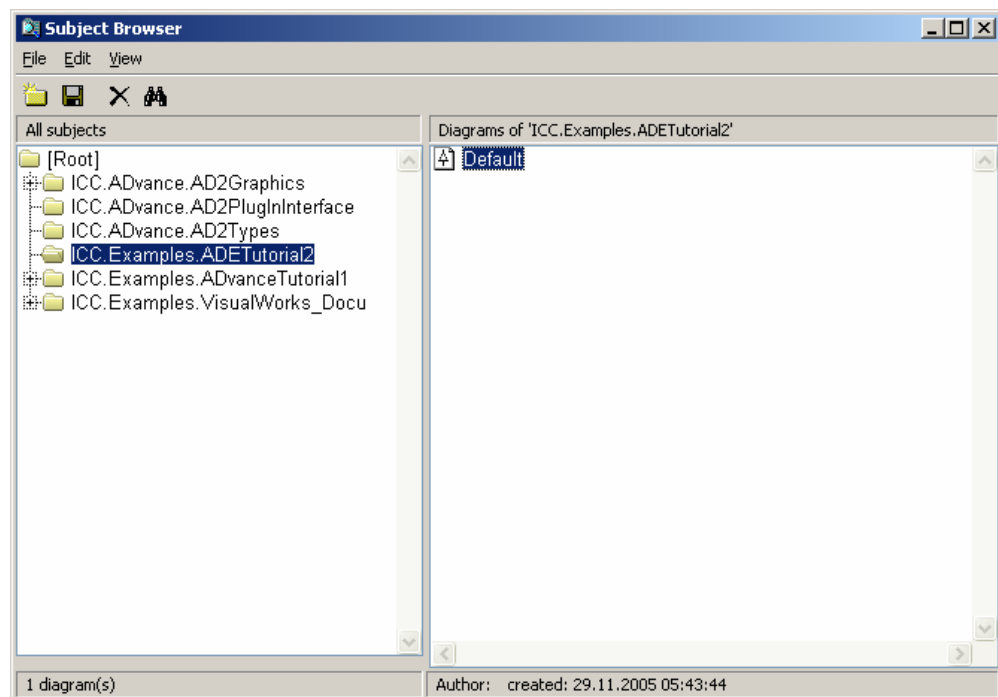 Subject Browser
File Edit View
All subjects
[Root]
ICC.ADvance.AD2Graphics
ICC.ADvance.AD2PlugInInterface
ICC.ADvance.AD2Types
ICC.Examples.ADETutorial2
ICC.Examples.ADvanceTutorial1
ICC.Examples.VisualWorks_Docu
1 diagram(s)
Diagrams of 'ICC.Examples.ADETutorial2'
Default
Author: created: 29.11.2005 05:43:44